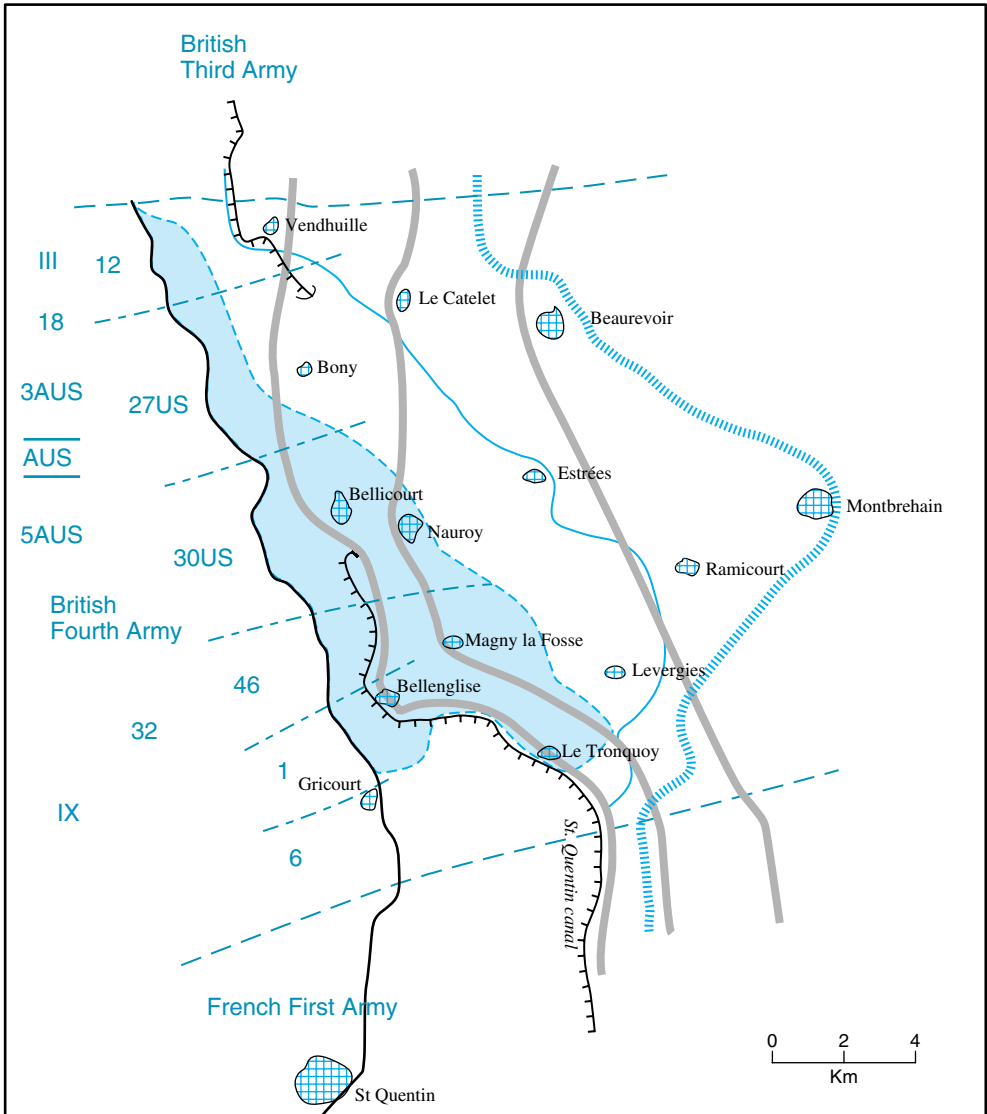 British
Third Army
Vendhuille
III
12
18
Le Catelet
Beaurevoir
Bony
3AUS
27US
AUS
Estrées
Bellicourt
Montbrehain
Nauroy
5AUS
30US
Ramicourt
British
Fourth Army
Magny la Fosse
Levergies
46
Bellenglise
32
Le Tronquoy
1
Gricourt
IX
6
St. Quentin canal
French First Army
0 2 4
Km
St Quentin